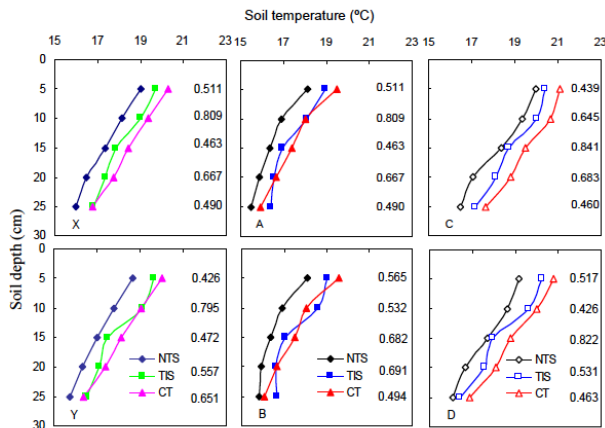 Soil temperature (ºC)
15 17 19 21 23 15 17 19 21 23 15 17 19 21 23
Soil depth (cm)
0
5
10
15
20
25
30
0.511
0.809
0.463
0.667
0.490
X
0.511
0.809
0.463
0.667
0.490
A
0.439
0.645
0.841
0.683
0.460
C
0
5
10
15
20
25
30
0.426
0.795
0.472
0.557
0.651
NTS
TIS
CT
Y
0.565
0.532
0.682
0.691
0.494
NTS
TIS
CT
B
0.517
0.426
0.822
0.531
0.463
NTS
TIS
CT
D